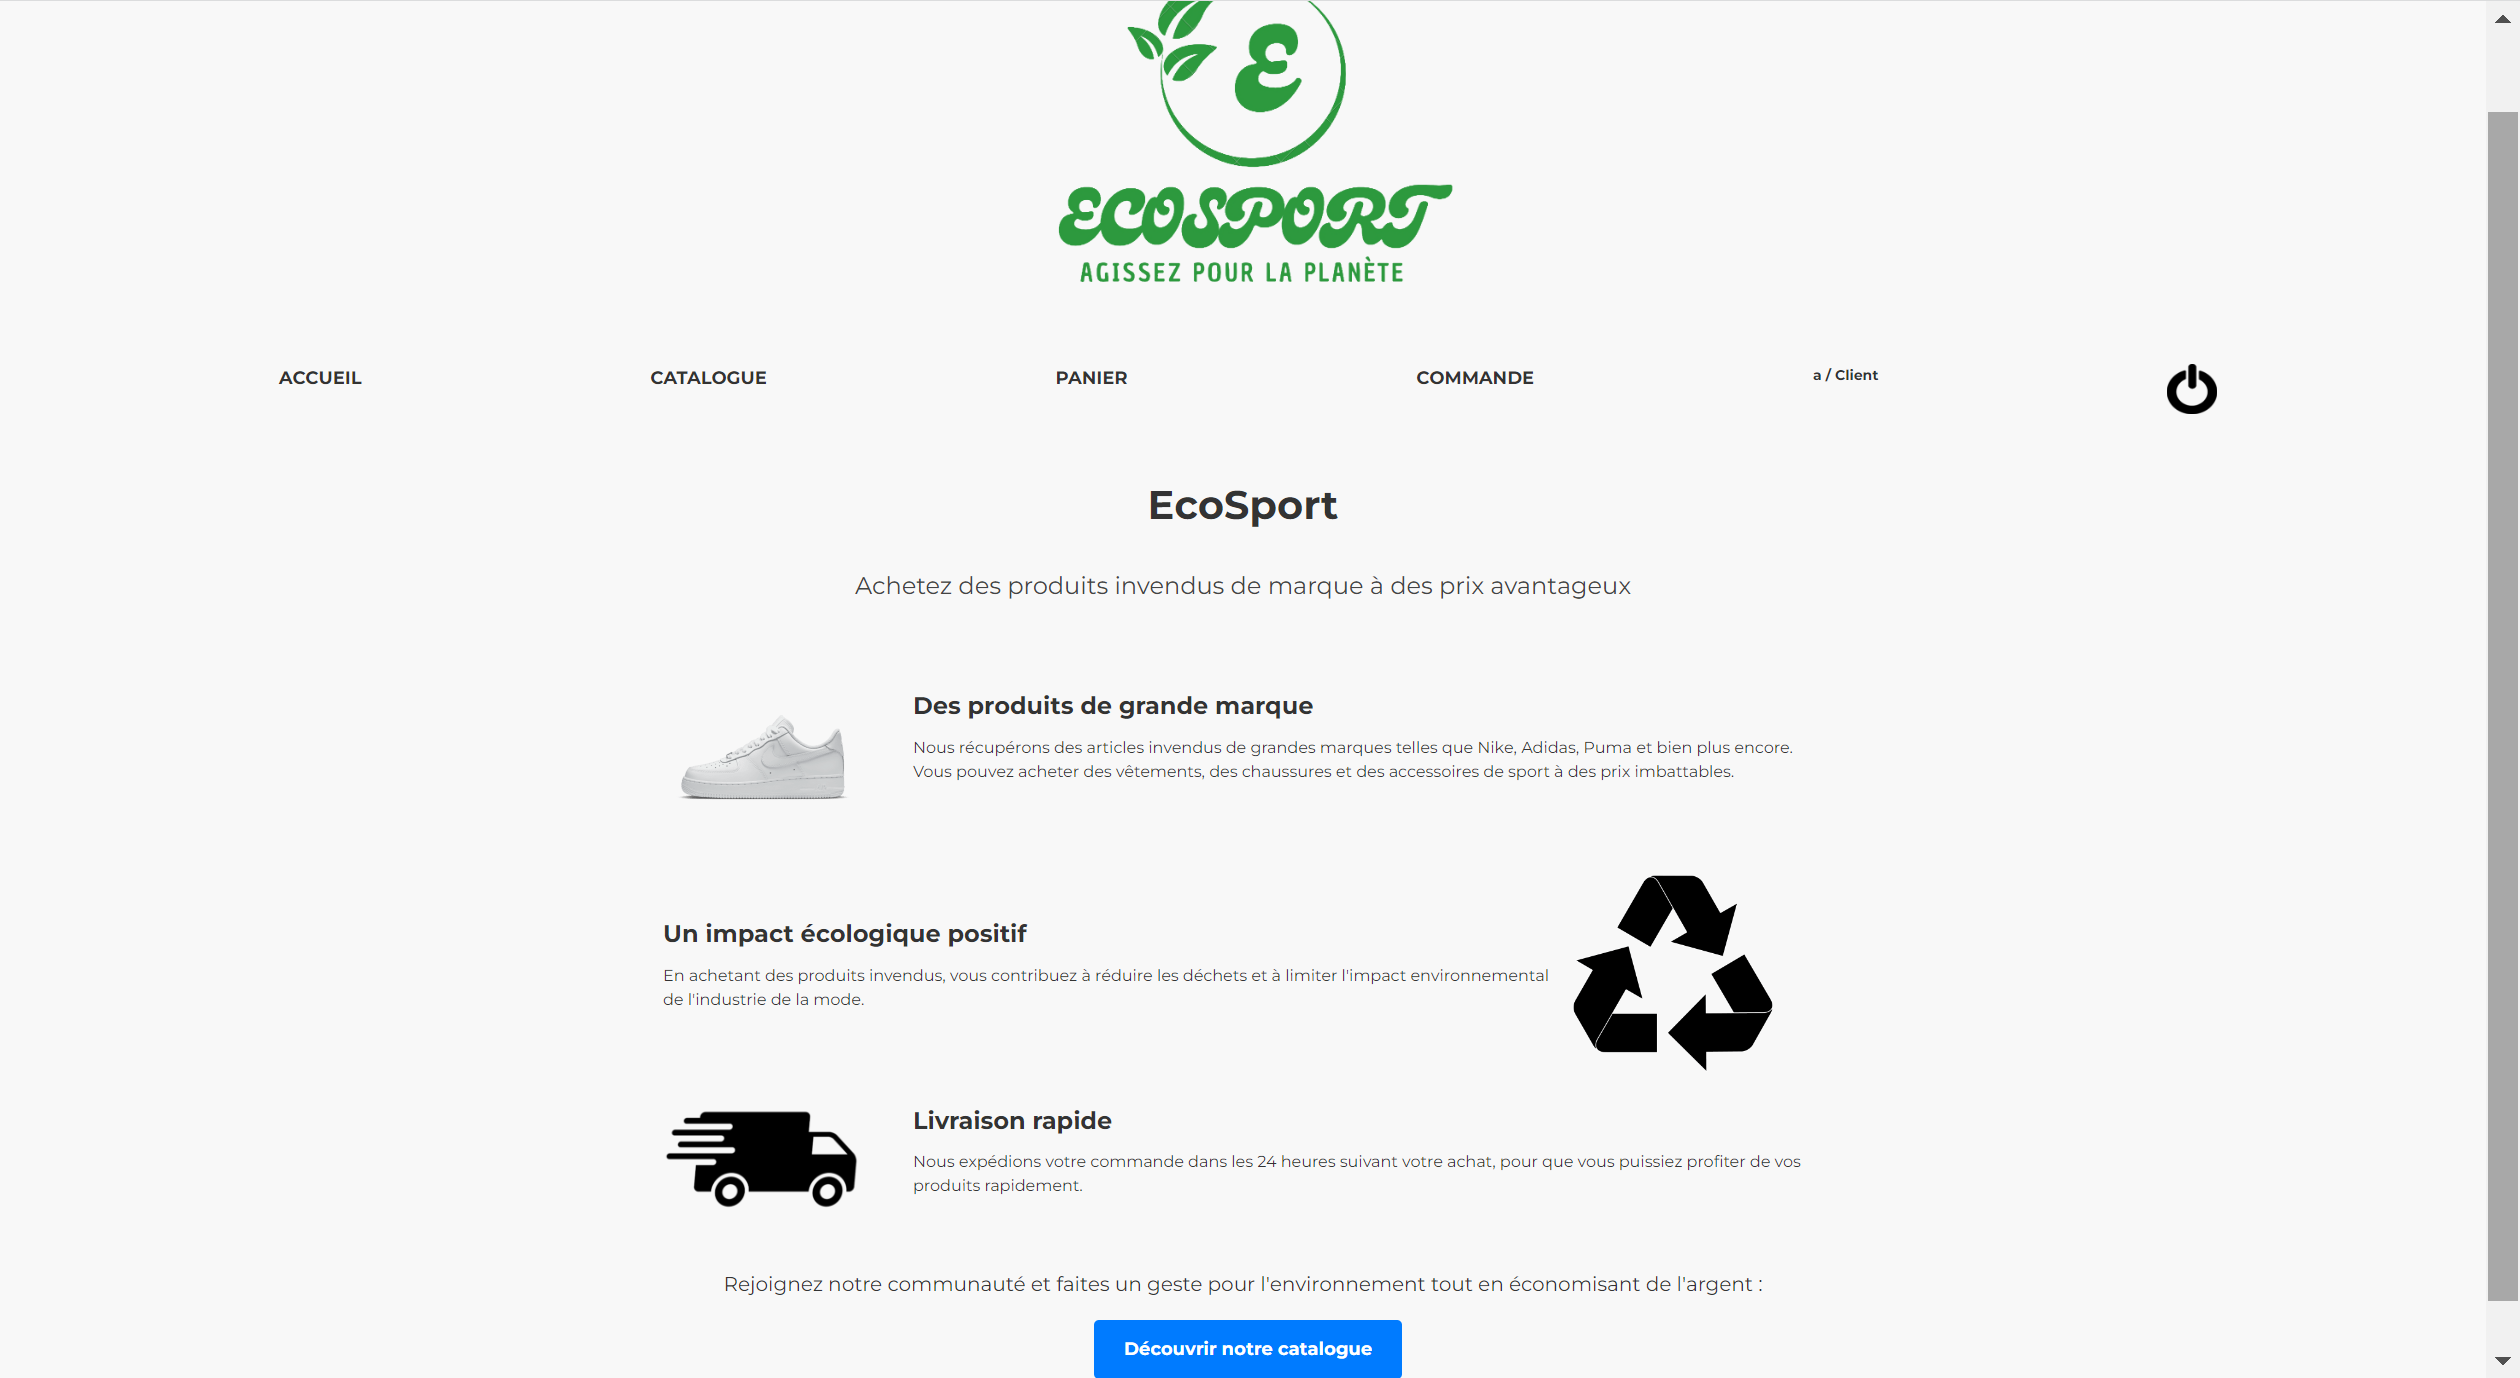 E
ECOSPORT
AGISSEZ POUR LA PLANÈTE
ACCUEIL
CATALOGUE
PANIER
COMMANDE
a / Client
EcoSport
Achetez des produits invendus de marque à des prix avantageux
Des produits de grande marque
Nous récupérons des articles invendus de grandes marques telles que Nike, Adidas, Puma et bien plus encore.
Vous pouvez acheter des vêtements, des chaussures et des accessoires de sport à des prix imbattables.
Un impact écologique positif
En achetant des produits invendus, vous contribuez à réduire les déchets et à limiter l'impact environnemental
de l'industrie de la mode.
Livraison rapide
Nous expédions votre commande dans les 24 heures suivant votre achat, pour que vous puissiez profiter de vos
produits rapidement.
Rejoignez notre communauté et faites un geste pour l'environnement tout en économisant de l'argent :
Découvrir notre catalogue